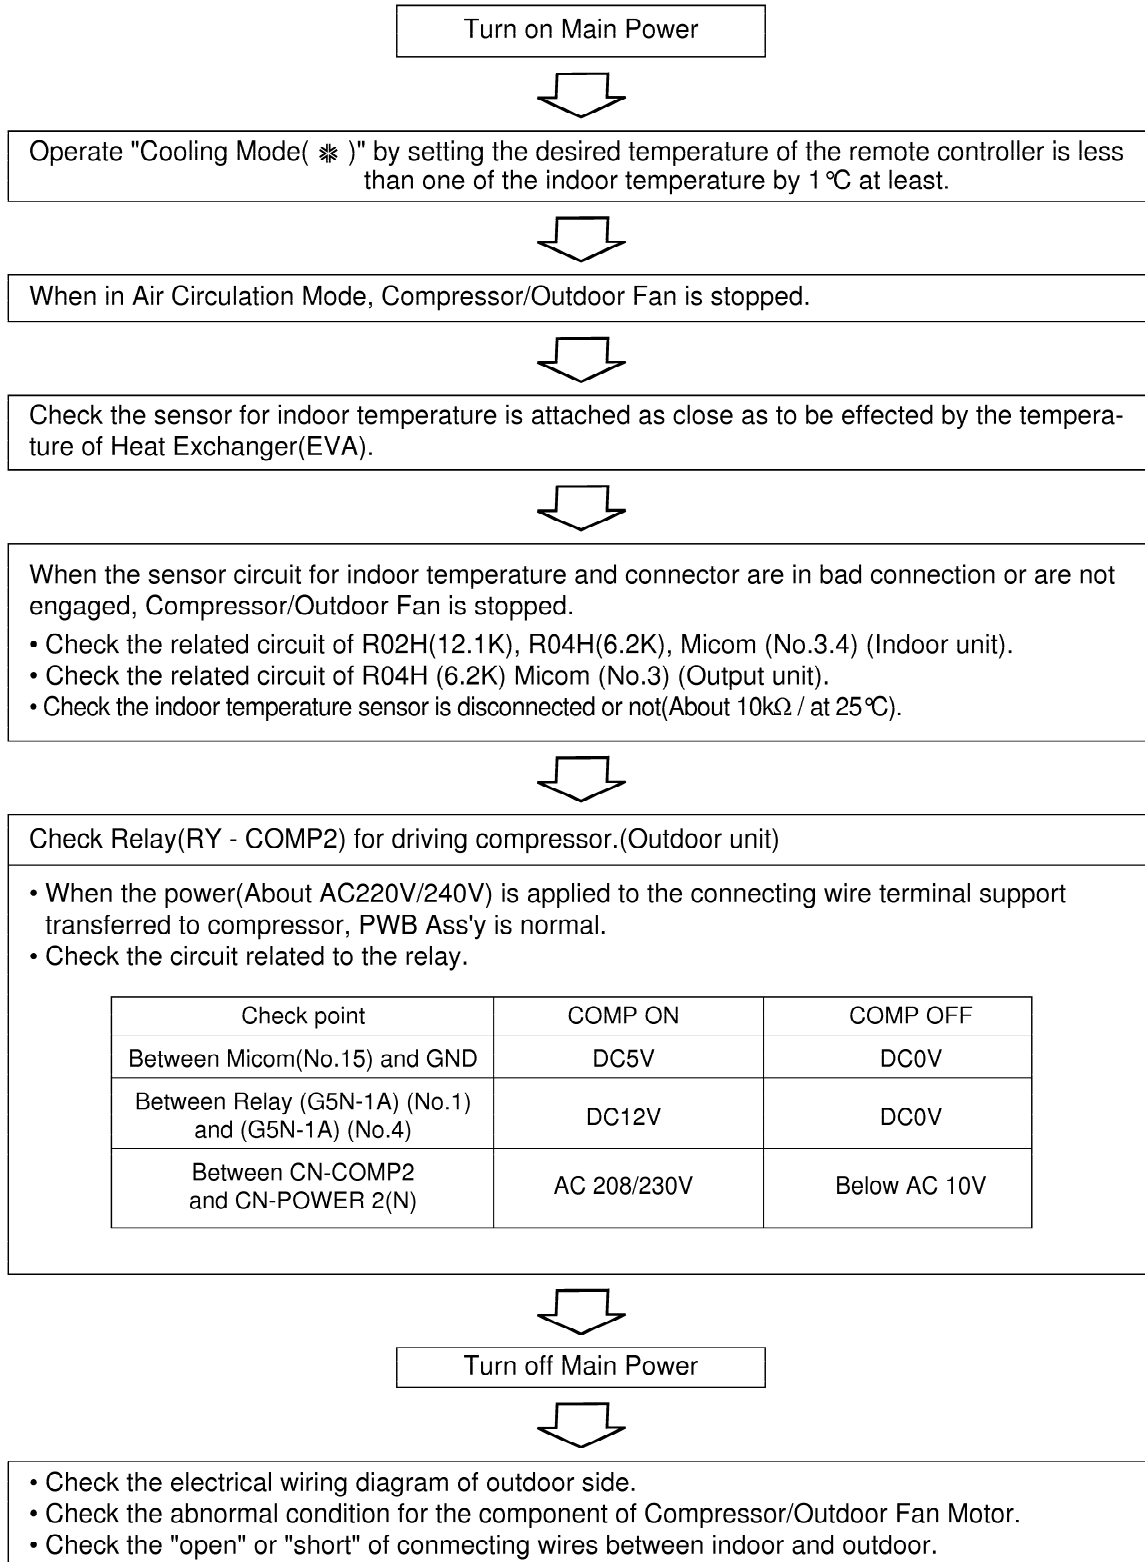 Turn on Main Power
Operate "Cooling Mode( ❋ )" by setting the desired temperature of the remote controller is less
than one of the indoor temperature by 1°C at least.
When in Air Circulation Mode, Compressor/Outdoor Fan is stopped.
Check the sensor for indoor temperature is attached as close as to be effected by the tempera-
ture of Heat Exchanger(EVA).
When the sensor circuit for indoor temperature and connector are in bad connection or are not
engaged, Compressor/Outdoor Fan is stopped.
• Check the related circuit of R02H(12.1K), R04H(6.2K), Micom (No.3.4) (Indoor unit).
• Check the related circuit of R04H (6.2K) Micom (No.3) (Output unit).
• Check the indoor temperature sensor is disconnected or not(About 10kΩ / at 25°C).
Check Relay(RY - COMP2) for driving compressor.(Outdoor unit)
• When the power(About AC220V/240V) is applied to the connecting wire terminal support
transferred to compressor, PWB Ass'y is normal.
• Check the circuit related to the relay.
Check point COMP ON COMP OFF
Between Micom(No.15) and GND DC5V DC0V
Between Relay (G5N-1A) (No.1)
and (G5N-1A) (No.4) DC12V DC0V
Between CN-COMP2
and CN-POWER 2(N) AC 208/230V Below AC 10V
Turn off Main Power
• Check the electrical wiring diagram of outdoor side.
• Check the abnormal condition for the component of Compressor/Outdoor Fan Motor.
• Check the "open" or "short" of conmecting wires between indoor and outdoor.